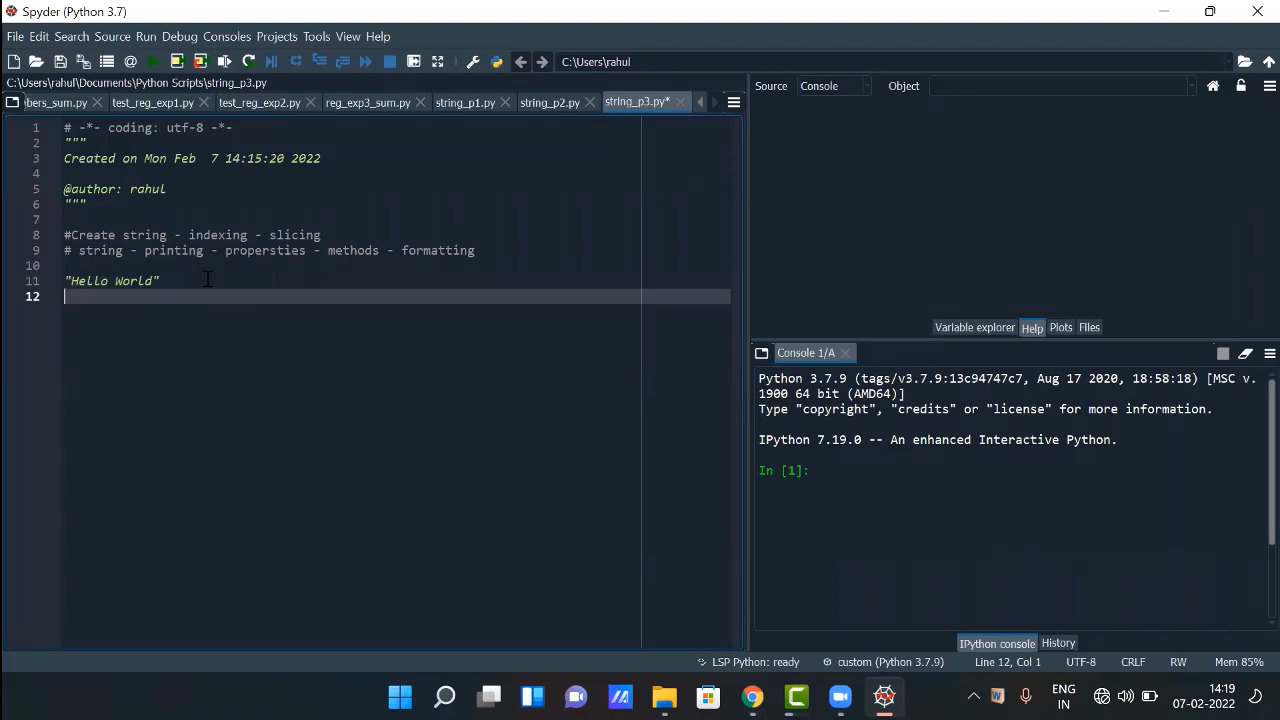 Spyder (Python 3.7)
File Edit Search Source Run Debug Consoles Projects Tools View Help
C:\Users\rahul
C:\Users\rahul\Documents\Python Scripts\string_p3.py
bers_sum.py test_reg_exp1.py test_reg_exp2.py reg_exp3_sum.py string_p1.py string_p2.py string_p3.py*
1 # -*- coding: utf-8 -*-
2 """
3 Created on Mon Feb  7 14:15:20 2022
4
5 @author: rahul
6 """
7
8 #Create string - indexing - slicing
9 # string - printing - propersties - methods - formatting
10
11 "Hello World"
12
Source Console Object
Variable explorer Help Plots Files
Console 1/A
Python 3.7.9 (tags/v3.7.9:13c94747c7, Aug 17 2020, 18:58:18) [MSC v.
1900 64 bit (AMD64)]
Type "copyright", "credits" or "license" for more information.
IPython 7.19.0 -- An enhanced Interactive Python.
In [1]:
IPython console History
LSP Python: ready custom (Python 3.7.9) Line 12, Col 1 UTF-8 CRLF RW Mem 85%
ENG
IN
14:19
07-02-2022